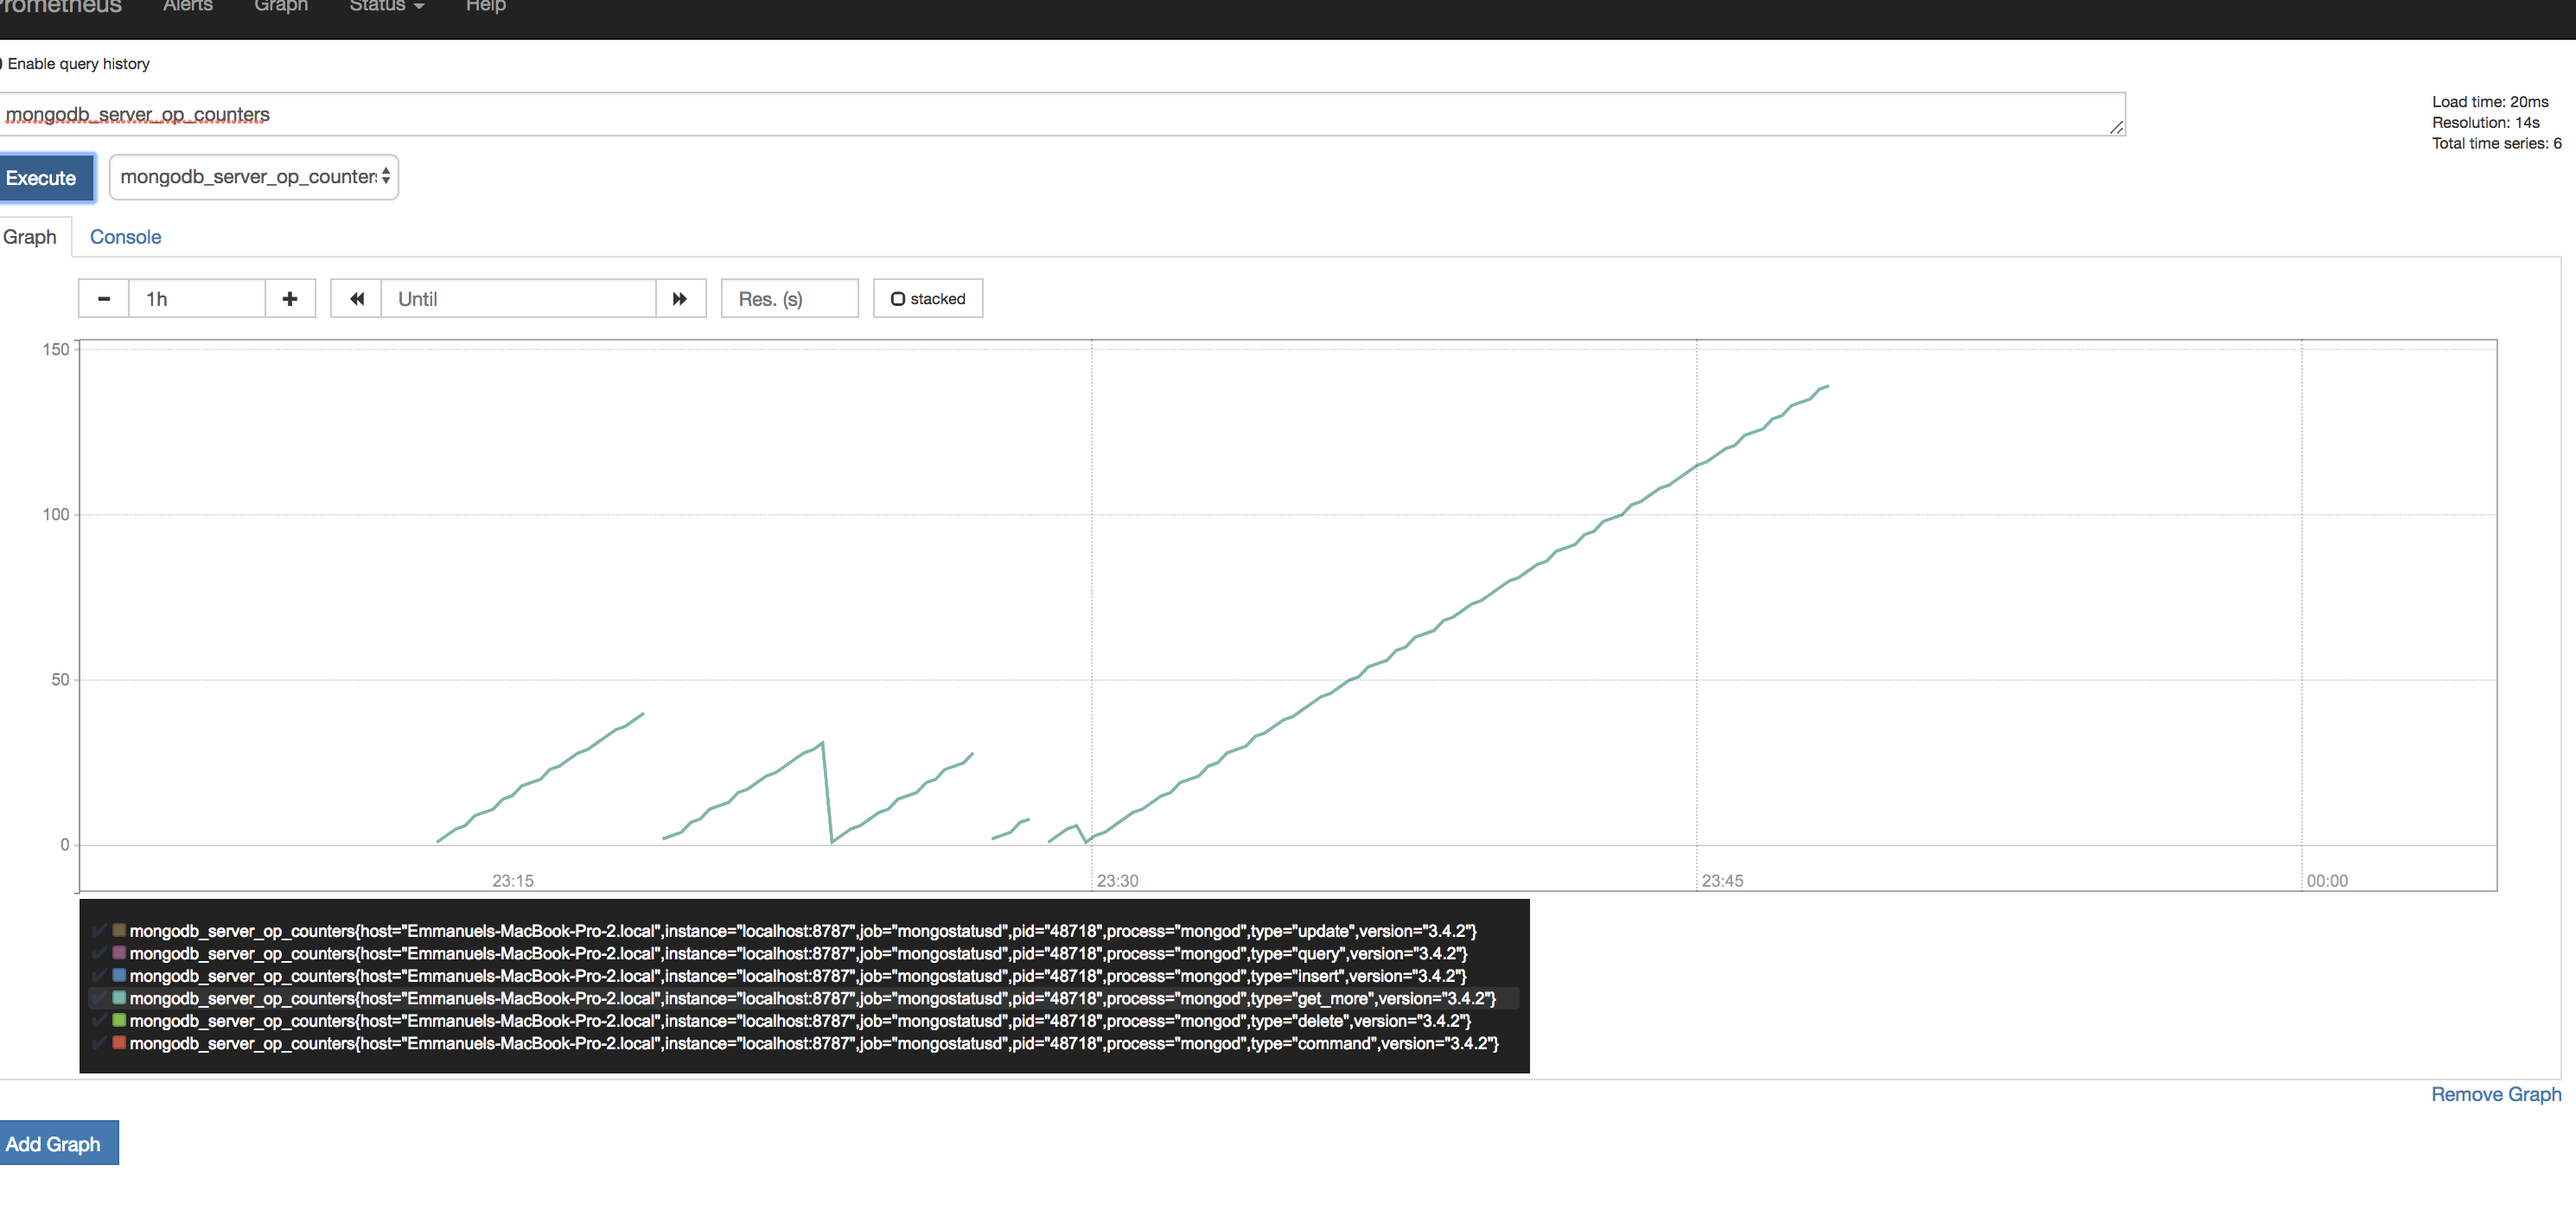 Prometheus Alerts Graph Status Help
Enable query history
mongodb_server_op_counters
Load time: 20ms
Resolution: 14s
Total time series: 6
Execute mongodb_server_op_counter
Graph Console
1h Until Res. (s) stacked
150
100
50
0
23:15 23:30 23:45 00:00
mongodb_server_op_counters{host="Emmanuels-MacBook-Pro-2.local",instance="localhost:8787",job="mongostatusd",pid="48718",process="mongod",type="update",version="3.4.2"}
mongodb_server_op_counters{host="Emmanuels-MacBook-Pro-2.local",instance="localhost:8787",job="mongostatusd",pid="48718",process="mongod",type="query",version="3.4.2"}
mongodb_server_op_counters{host="Emmanuels-MacBook-Pro-2.local",instance="localhost:8787",job="mongostatusd",pid="48718",process="mongod",type="insert",version="3.4.2"}
mongodb_server_op_counters{host="Emmanuels-MacBook-Pro-2.local",instance="localhost:8787",job="mongostatusd",pid="48718",process="mongod",type="get_more",version="3.4.2"}
mongodb_server_op_counters{host="Emmanuels-MacBook-Pro-2.local",instance="localhost:8787",job="mongostatusd",pid="48718",process="mongod",type="delete",version="3.4.2"}
mongodb_server_op_counters{host="Emmanuels-MacBook-Pro-2.local",instance="localhost:8787",job="mongostatusd",pid="48718",process="mongod",type="command",version="3.4.2"}
Remove Graph
Add Graph